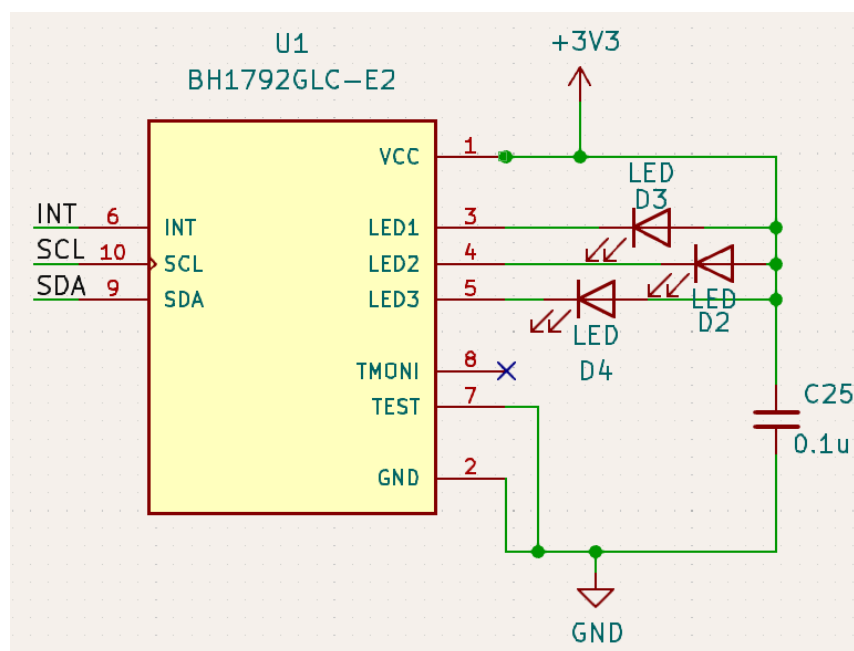 U1
BH1792GLC-E2
+3V3
VCC
1
LED
D3
INT
6
INT
LED1
3
SCL
10
SCL
LED2
4
SDA
9
SDA
LED3
5
LED
D2
LED
D4
TMONI
8
TEST
7
C25
0.1u
GND
2
GND